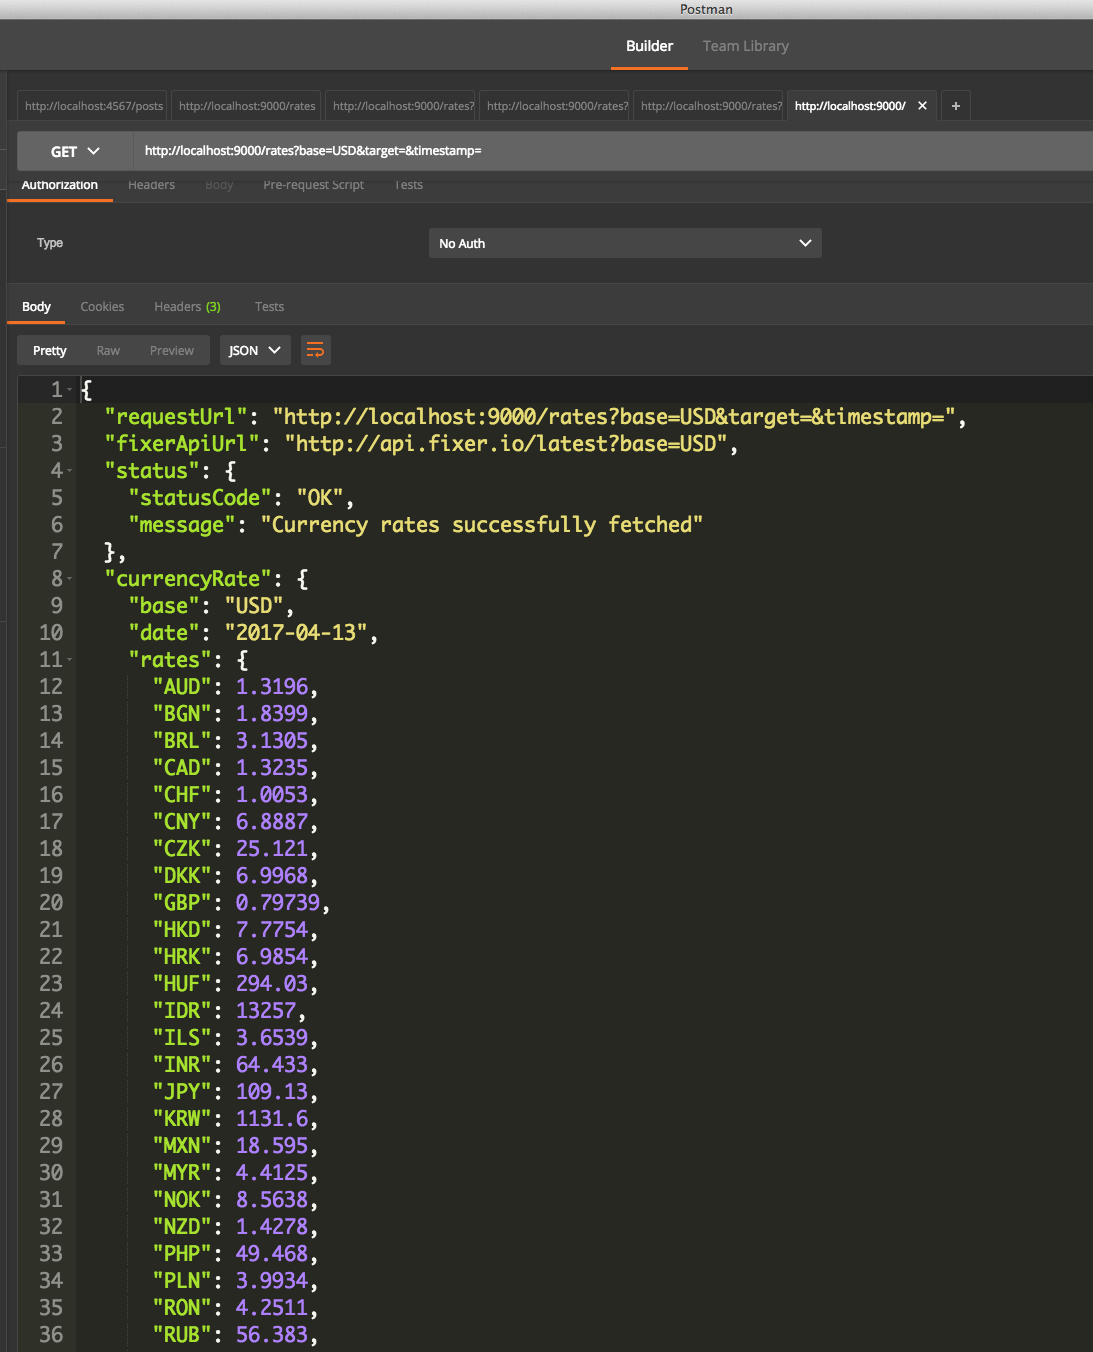 Postman
Builder Team Library
http://localhost:4567/posts http://localhost:9000/rates http://localhost:9000/rates? http://localhost:9000/rates? http://localhost:9000/rates? http://localhost:9000/ ✕ +
GET http://localhost:9000/rates?base=USD&target=&timestamp=
Authorization Headers Body Pre-request Script Tests
Type No Auth
Body Cookies Headers (3) Tests
Pretty Raw Preview JSON
1 {
2 "requestUrl": "http://localhost:9000/rates?base=USD&target=&timestamp=",
3 "fixerApiUrl": "http://api.fixer.io/latest?base=USD",
4 "status": {
5 "statusCode": "OK",
6 "message": "Currency rates successfully fetched"
7 },
8 "currencyRate": {
9 "base": "USD",
10 "date": "2017-04-13",
11 "rates": {
12 "AUD": 1.3196,
13 "BGN": 1.8399,
14 "BRL": 3.1305,
15 "CAD": 1.3235,
16 "CHF": 1.0053,
17 "CNY": 6.8887,
18 "CZK": 25.121,
19 "DKK": 6.9968,
20 "GBP": 0.79739,
21 "HKD": 7.7754,
22 "HRK": 6.9854,
23 "HUF": 294.03,
24 "IDR": 13257,
25 "ILS": 3.6539,
26 "INR": 64.433,
27 "JPY": 109.13,
28 "KRW": 1131.6,
29 "MXN": 18.595,
30 "MYR": 4.4125,
31 "NOK": 8.5638,
32 "NZD": 1.4278,
33 "PHP": 49.468,
34 "PLN": 3.9934,
35 "RON": 4.2511,
36 "RUB": 56.383,